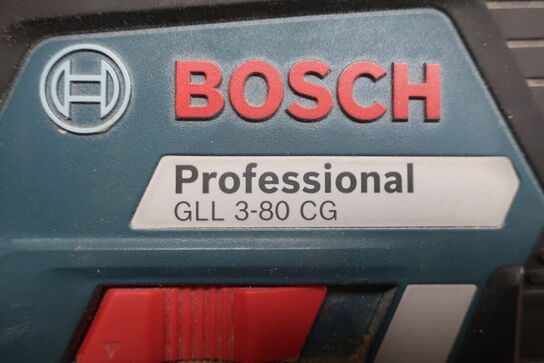 BOSCH
Professional
GLL 3-80 CG